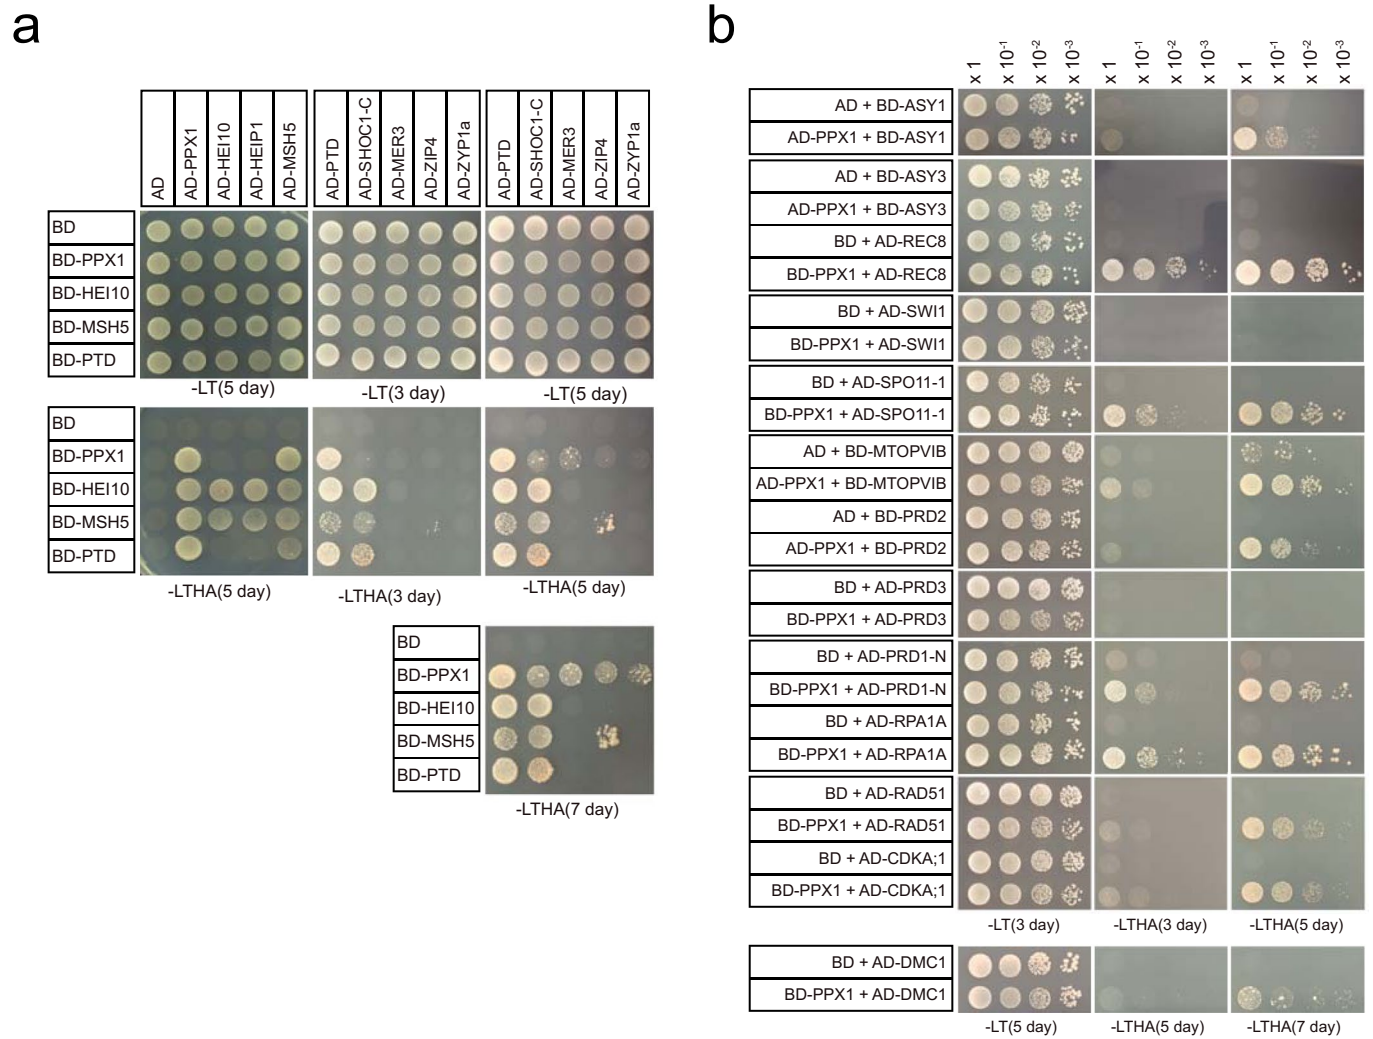 a
AD
AD-PPX1
AD-HEI10
AD-HEIP1
AD-MSH5
AD-PTD
AD-SHOC1-C
AD-MER3
AD-ZIP4
AD-ZYP1a
AD-PTD
AD-SHOC1-C
AD-MER3
AD-ZIP4
AD-ZYP1a
BD
BD-PPX1
BD-HEI10
BD-MSH5
BD-PTD
-LT(5 day)
-LT(3 day)
-LT(5 day)
BD
BD-PPX1
BD-HEI10
BD-MSH5
BD-PTD
-LTHA(5 day)
-LTHA(3 day)
-LTHA(5 day)
BD
BD-PPX1
BD-HEI10
BD-MSH5
BD-PTD
-LTHA(7 day)
b
x 1
x 10-1
x 10-2
x 10-3
x 1
x 10-1
x 10-2
x 10-3
x 1
x 10-1
x 10-2
x 10-3
AD + BD-ASY1
AD-PPX1 + BD-ASY1
AD + BD-ASY3
AD-PPX1 + BD-ASY3
BD + AD-REC8
BD-PPX1 + AD-REC8
BD + AD-SWI1
BD-PPX1 + AD-SWI1
BD + AD-SPO11-1
BD-PPX1 + AD-SPO11-1
AD + BD-MTOPVIB
AD-PPX1 + BD-MTOPVIB
AD + BD-PRD2
AD-PPX1 + BD-PRD2
BD + AD-PRD3
BD-PPX1 + AD-PRD3
BD + AD-PRD1-N
BD-PPX1 + AD-PRD1-N
BD + AD-RPA1A
BD-PPX1 + AD-RPA1A
BD + AD-RAD51
BD-PPX1 + AD-RAD51
BD + AD-CDKA;1
BD-PPX1 + AD-CDKA;1
-LT(3 day)
-LTHA(3 day)
-LTHA(5 day)
BD + AD-DMC1
BD-PPX1 + AD-DMC1
-LT(5 day)
-LTHA(5 day)
-LTHA(7 day)